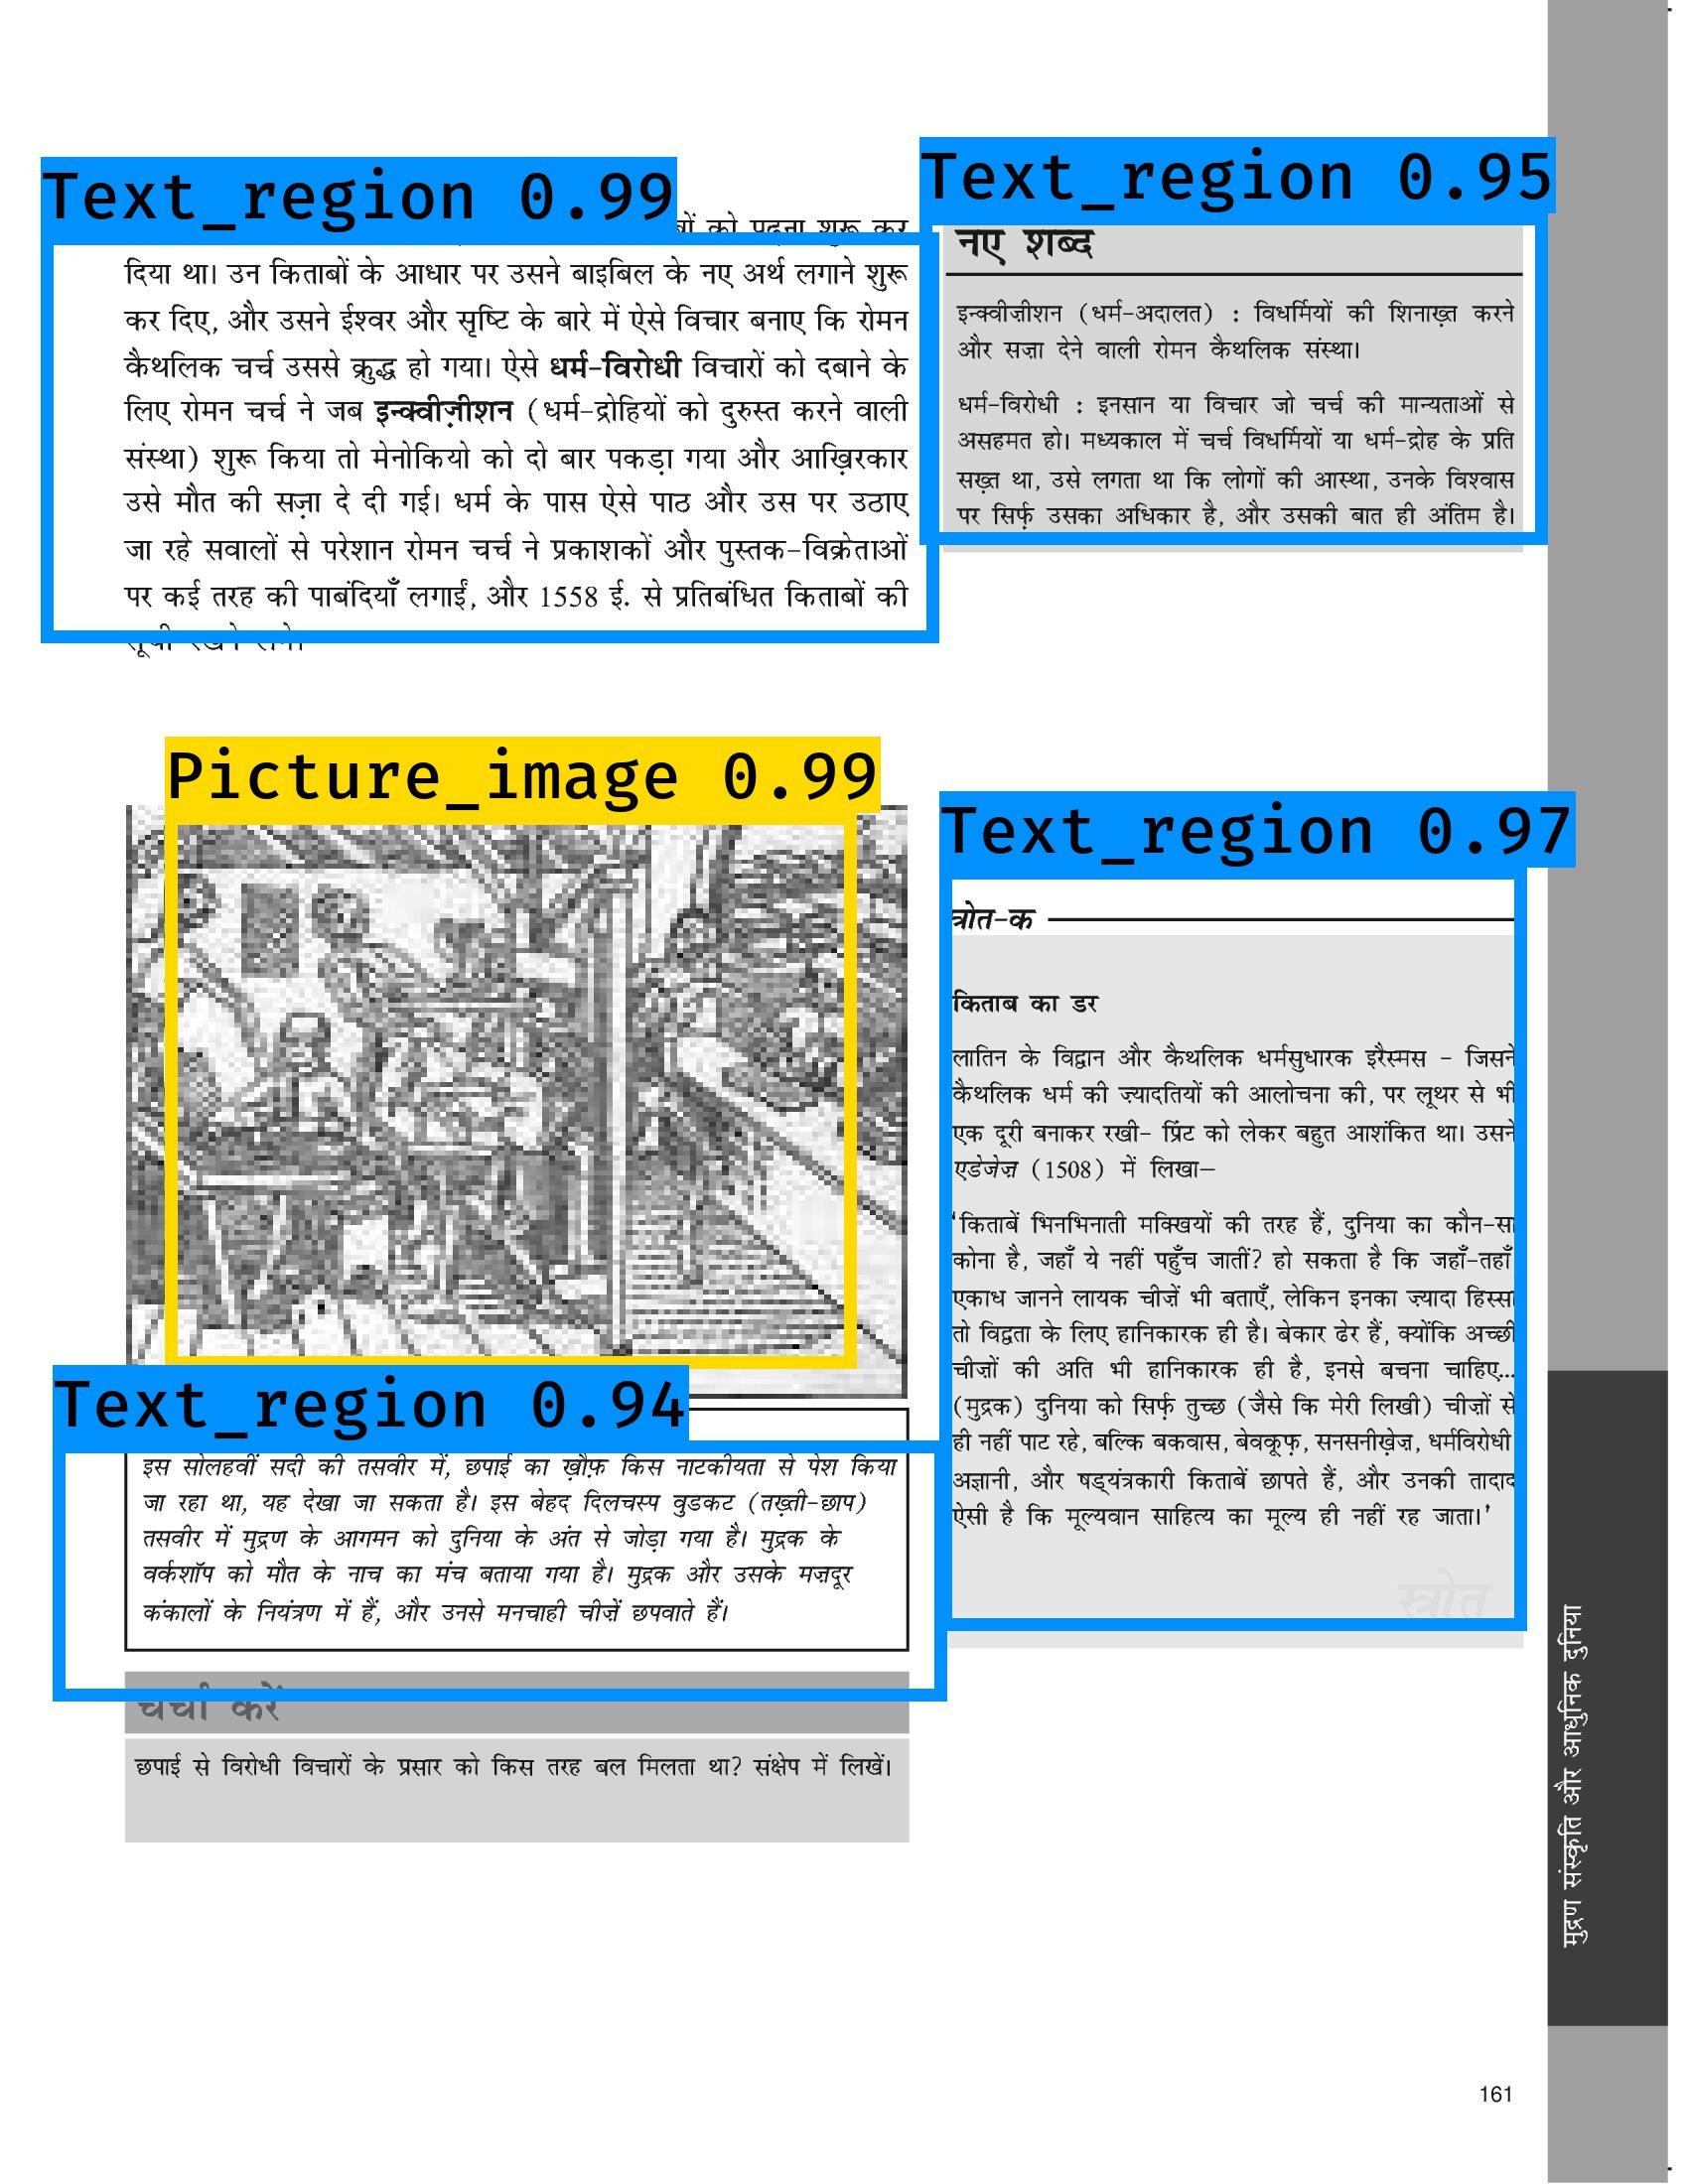 Text_region 0.99
को पढ़ना शुरू कर
दिया था। उन किताबों के आधार पर उसने बाइबिल के नए अर्थ लगाने शुरू
कर दिए, और उसने ईश्वर और सृष्टि के बारे में ऐसे विचार बनाए कि रोमन
कैथलिक चर्च उससे क्रुद्ध हो गया। ऐसे धर्म-विरोधी विचारों को दबाने के
लिए रोमन चर्च ने जब इन्क्वीज़ीशन (धर्म-द्रोहियों को दुरुस्त करने वाली
संस्था) शुरू किया तो मेनोकियो को दो बार पकड़ा गया और आख़िरकार
उसे मौत की सज़ा दे दी गई। धर्म के पास ऐसे पाठ और उस पर उठाए
जा रहे सवालों से परेशान रोमन चर्च ने प्रकाशकों और पुस्तक-विक्रेताओं
पर कई तरह की पाबंदियाँ लगाईं, और 1558 ई. से प्रतिबंधित किताबों की
Text_region 0.95
नए शब्द
इन्क्वीज़ीशन (धर्म-अदालत) : विधर्मियों की शिनाख़्त करने
और सज़ा देने वाली रोमन कैथलिक संस्था।
धर्म-विरोधी : इनसान या विचार जो चर्च की मान्यताओं से
असहमत हो। मध्यकाल में चर्च विधर्मियों या धर्म-द्रोह के प्रति
सख़्त था, उसे लगता था कि लोगों की आस्था, उनके विश्वास
पर सिर्फ़ उसका अधिकार है, और उसकी बात ही अंतिम है।
Picture_image 0.99
Text_region 0.94
इस सोलहवीं सदी की तसवीर में, छपाई का ख़ौफ़ किस नाटकीयता से पेश किया
जा रहा था, यह देखा जा सकता है। इस बेहद दिलचस्प वुडकट (तख़्ती-छाप)
तसवीर में मुद्रण के आगमन को दुनिया के अंत से जोड़ा गया है। मुद्रक के
वर्कशॉप को मौत के नाच का मंच बताया गया है। मुद्रक और उसके मज़दूर
कंकालों के नियंत्रण में हैं, और उनसे मनचाही चीज़ें छपवाते हैं।
चर्चा करें
छपाई से विरोधी विचारों के प्रसार को किस तरह बल मिलता था? संक्षेप में लिखें।
Text_region 0.97
स्रोत-क
किताब का डर
लातिन के विद्वान और कैथलिक धर्मसुधारक इरैस्मस - जिसने
कैथलिक धर्म की ज़्यादतियों की आलोचना की, पर लूथर से भी
एक दूरी बनाकर रखी- प्रिंट को लेकर बहुत आशंकित था। उसने
एडेजेज़ (1508) में लिखा–
'किताबें भिनभिनाती मक्खियों की तरह हैं, दुनिया का कौन-सा
कोना है, जहाँ ये नहीं पहुँच जातीं? हो सकता है कि जहाँ-तहाँ
एकाध जानने लायक चीज़ें भी बताएँ, लेकिन इनका ज़्यादा हिस्सा
तो विद्वता के लिए हानिकारक ही है। बेकार ढेर हैं, क्योंकि अच्छी
चीज़ों की अति भी हानिकारक ही है, इनसे बचना चाहिए...
(मुद्रक) दुनिया को सिर्फ़ तुच्छ (जैसे कि मेरी लिखी) चीज़ों से
ही नहीं पाट रहे, बल्कि बकवास, बेवकूफ़, सनसनीख़ेज, धर्मविरोधी
अज्ञानी, और षड्यंत्रकारी किताबें छापते हैं, और उनकी तादाद
ऐसी है कि मूल्यवान साहित्य का मूल्य ही नहीं रह जाता।'
स्रोत
मुद्रण संस्कृति और आधुनिक दुनिया
161